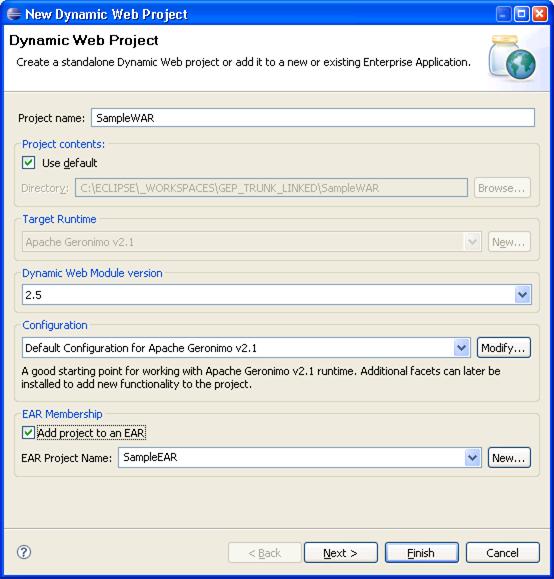 New Dynamic Web Project
Dynamic Web Project
Create a standalone Dynamic Web project or add it to a new or existing Enterprise Application.
Project name: SampleWAR
Project contents:
Use default
Directory: C:\ECLIPSE\_WORKSPACES\GEP_TRUNK_LINKED\SampleWAR Browse...
Target Runtime
Apache Geronimo v2.1 New...
Dynamic Web Module version
2.5
Configuration
Default Configuration for Apache Geronimo v2.1 Modify...
A good starting point for working with Apache Geronimo v2.1 runtime. Additional facets can later be
installed to add new functionality to the project.
EAR Membership
Add project to an EAR
EAR Project Name: SampleEAR New...
? < Back Next > Finish Cancel